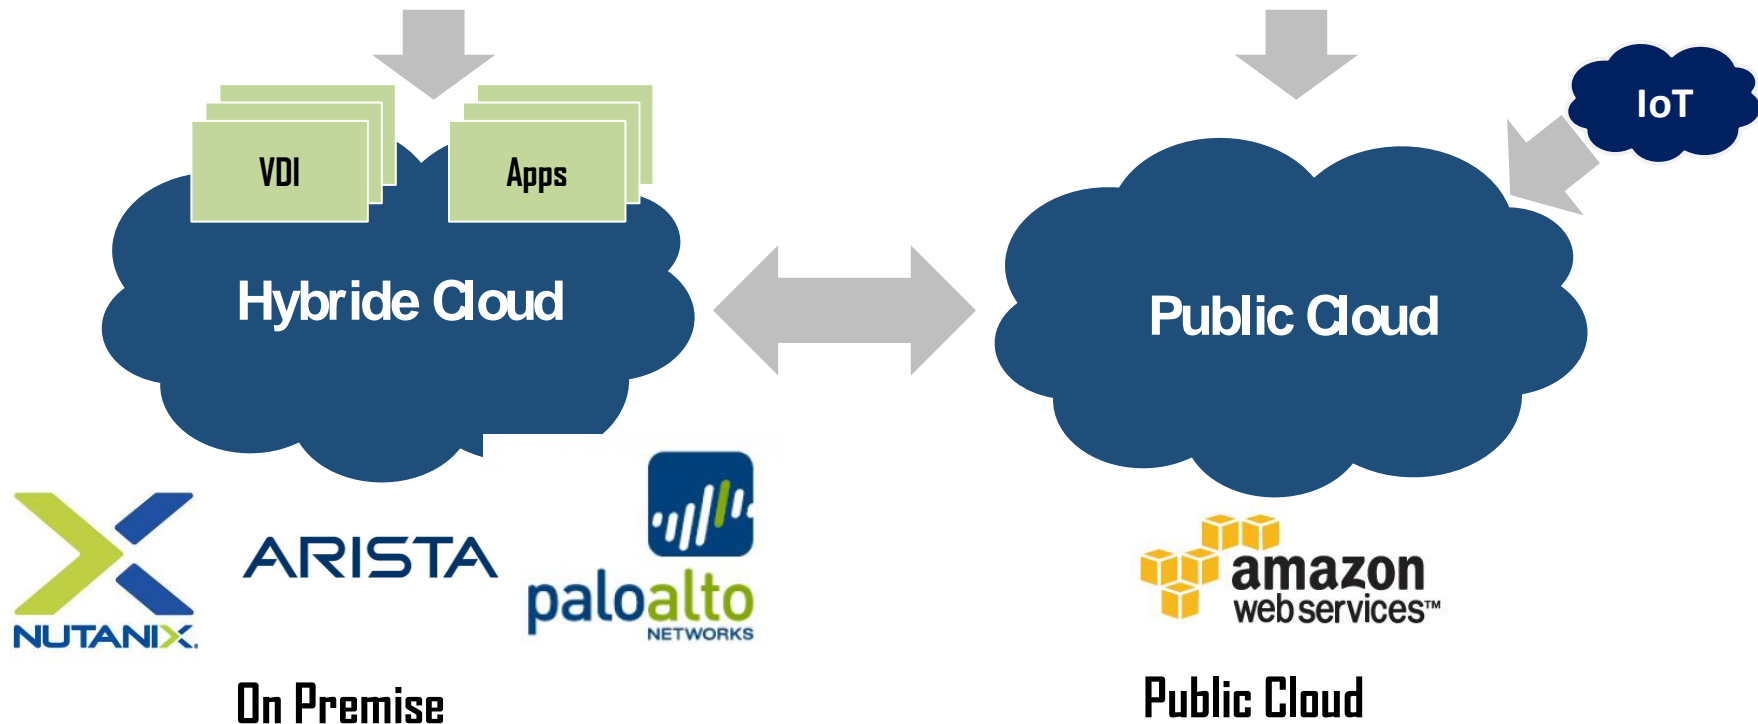 IoT
VDI
Apps
Hybride Cloud
Public Cloud
NUTANIX.
ARISTA
paloalto
NETWORKS
amazon
web services™
On Premise
Public Cloud